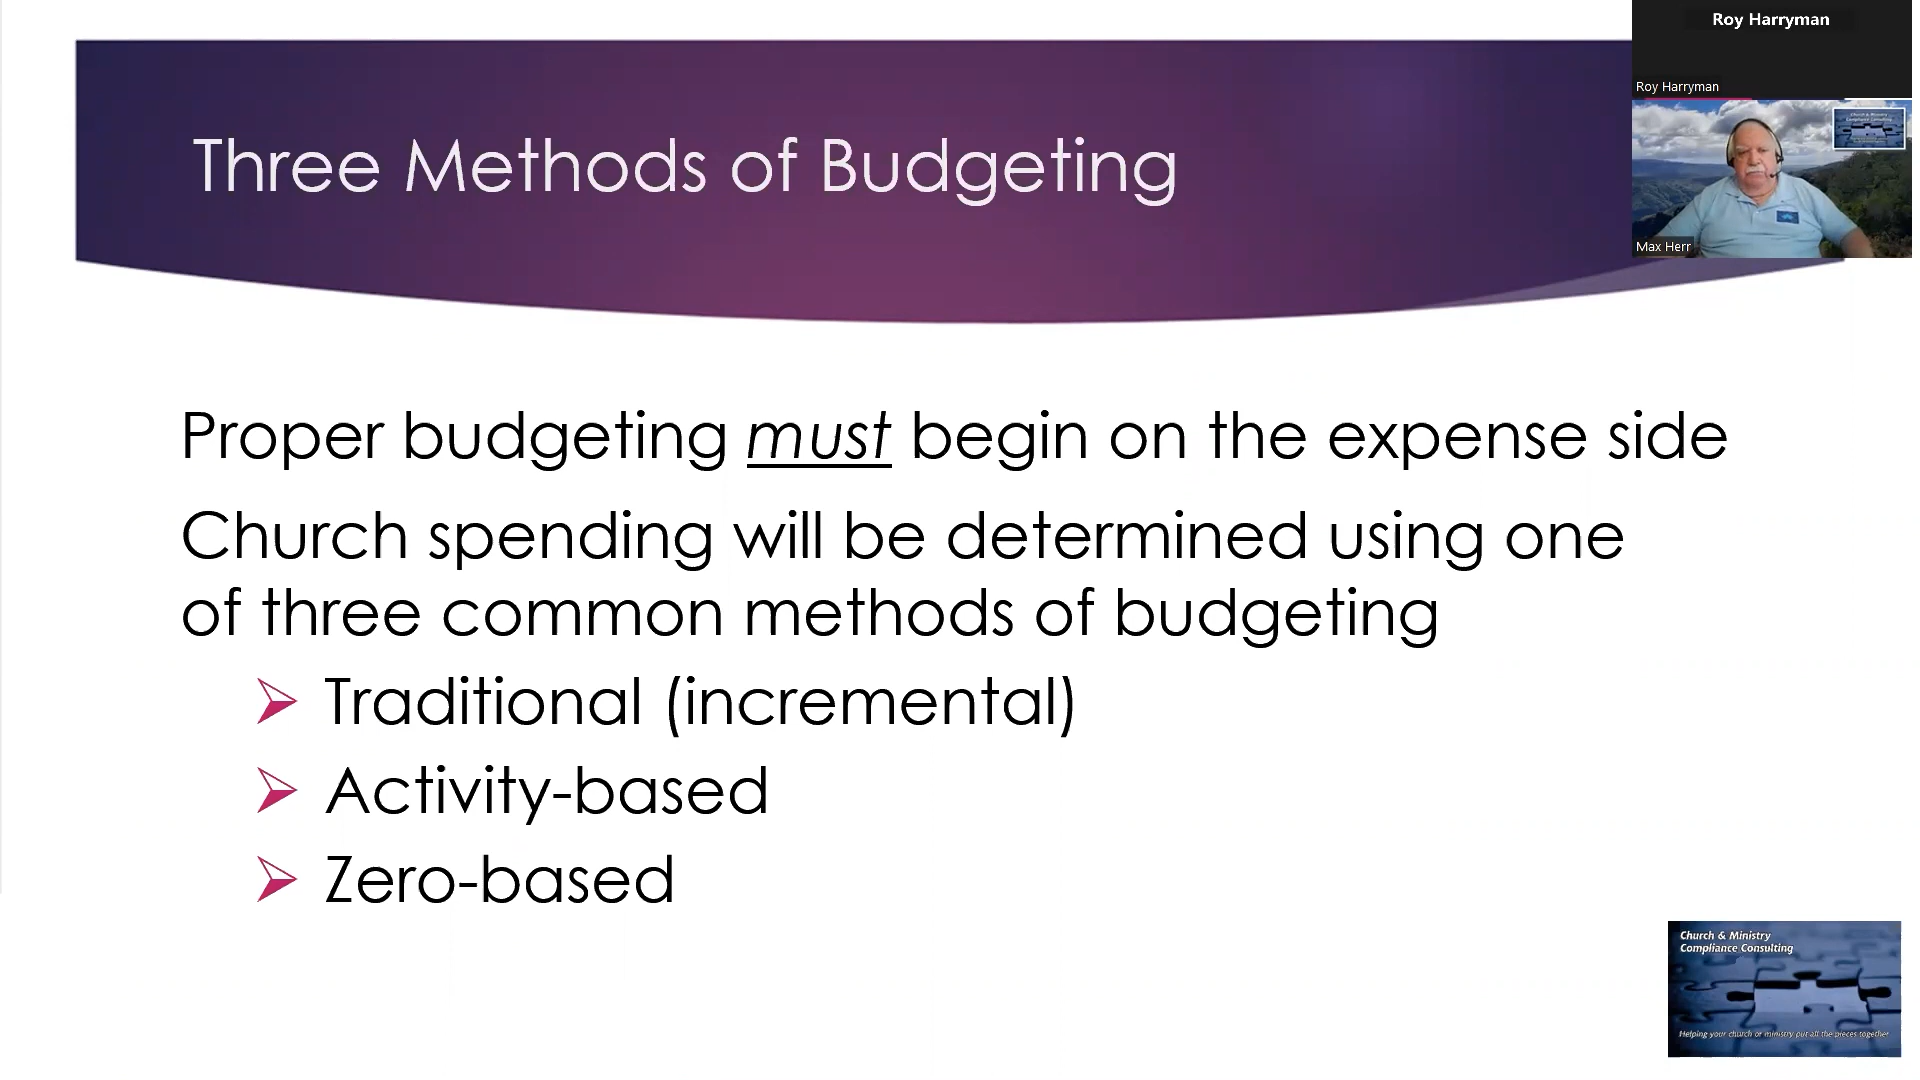 Roy Harryman
Roy Harryman
Max Herr
Three Methods of Budgeting
Proper budgeting must begin on the expense side
Church spending will be determined using one
of three common methods of budgeting
Traditional (incremental)
Activity-based
Zero-based
Church & Ministry
Compliance Consulting
Helping your church or ministry put all the pieces together